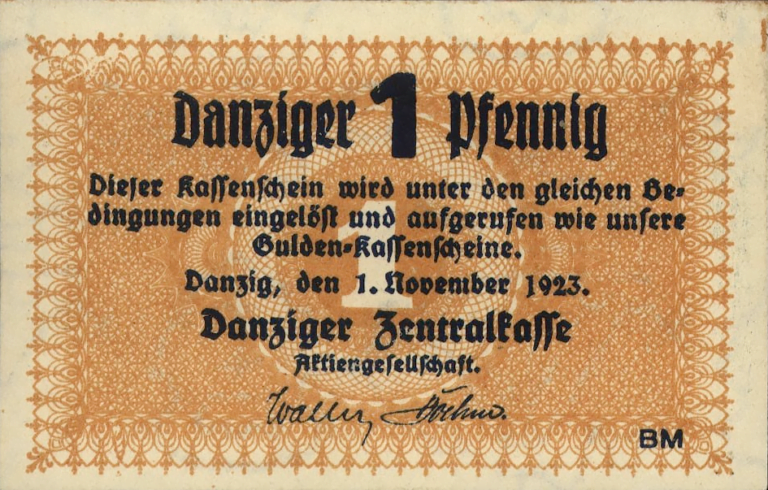 Danziger 1 Pfennig
Dieser Kassenschein wird unter den gleichen Be-
dingungen eingelöst und aufgerufen wie unsere
Gulden-Kassenscheine.
Danzig, den 1. November 1923.
Danziger Zentralkasse
Aktiengesellschaft.
1
BM